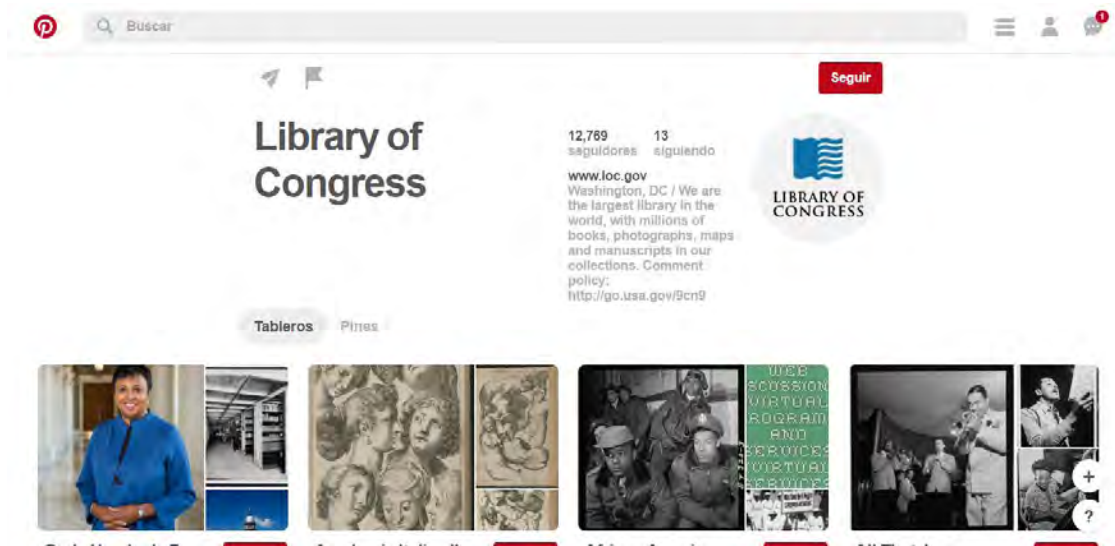 Buscar
1
Seguir
Library of
Congress
12,769 13
seguidores siguiendo
www.loc.gov
Washington, DC / We are
the largest library in the
world, with millions of
books, photographs, maps
and manuscripts in our
collections. Comment
policy:
http://go.usa.gov/9cn9
LIBRARY OF
CONGRESS
Tableros Pines
WEB
VIRTUAL
AND
SERVICES
VIRTUAL
SERVICES
+
?